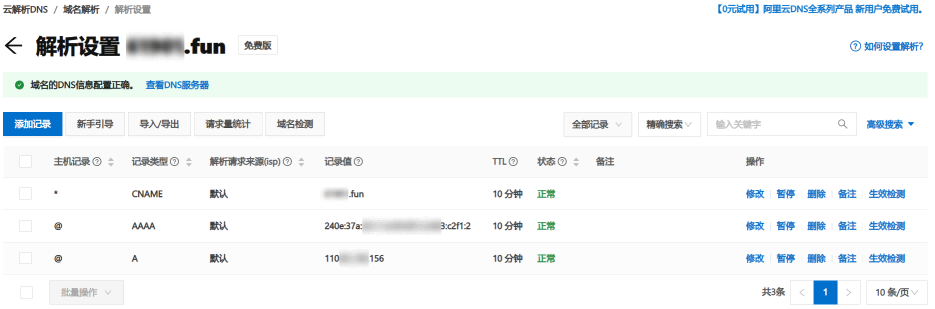 云解析DNS / 域名解析 / 解析设置
【0元试用】阿里云DNS全系列产品 新用户免费试用。
解析设置 .fun 免费版
如何设置解析?
域名的DNS信息配置正确。 查看DNS服务器
添加记录 新手引导 导入/导出 请求量统计 域名检测 全部记录 精确搜索 输入关键字 高级搜索
主机记录 记录类型 解析请求来源(isp) 记录值 TTL 状态 备注 操作
* CNAME 默认 .fun 10 分钟 正常 修改 暂停 删除 备注 生效检测
@ AAAA 默认 240e:37a: 3:c2f1:2 10 分钟 正常 修改 暂停 删除 备注 生效检测
@ A 默认 110 156 10 分钟 正常 修改 暂停 删除 备注 生效检测
批量操作 共3条 < 1 > 10 条/页